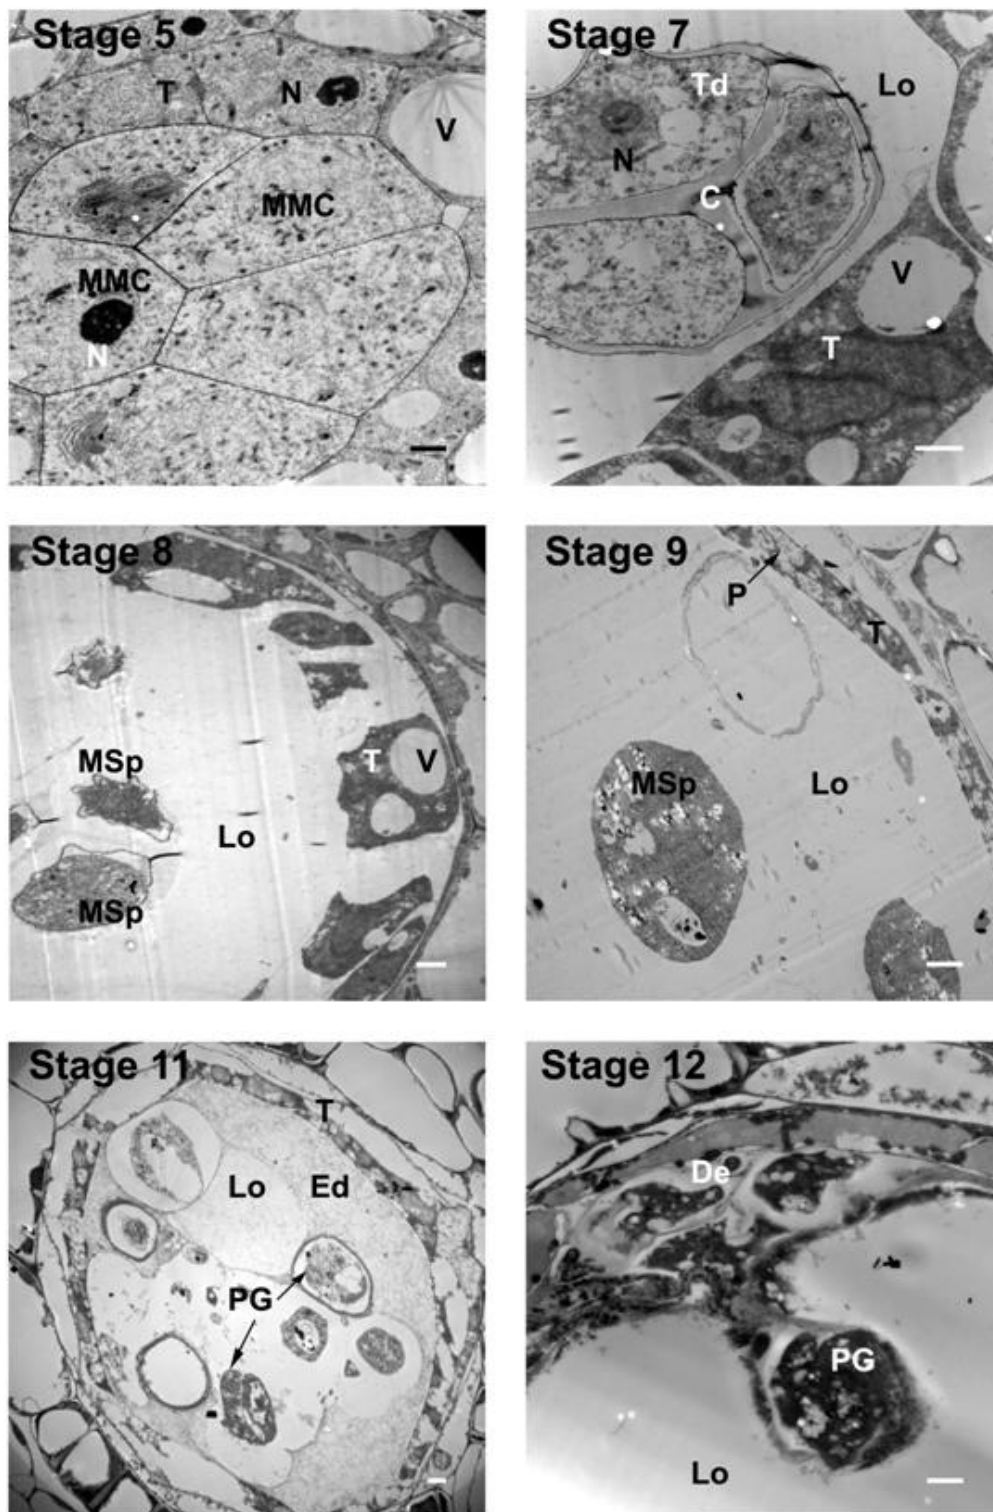 Stage 5
T
N
V
MMC
MMC
N
Stage 7
Td
Lo
N
C
V
T
Stage 8
MSp
T
V
Lo
MSp
Stage 9
P
T
MSp
Lo
Stage 11
T
Lo
Ed
PG
Stage 12
De
PG
Lo